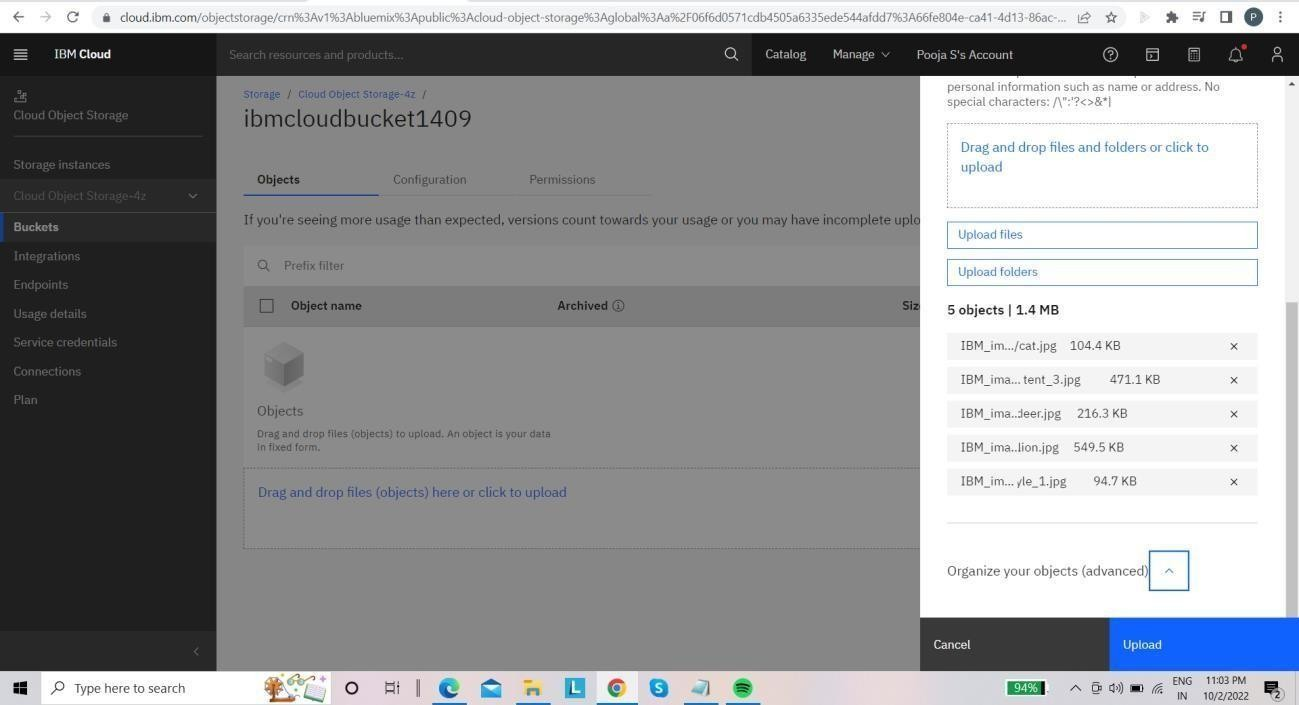 cloud.ibm.com/objectstorage/crn%3Av1%3Abluemix%3Apublic%3Acloud-object-storage%3Aglobal%3Aa%2F06f6d0571cdb4505a6335ede544afdd7%3A66fe804e-ca41-4d13-86ac-...
P
IBM Cloud
Search resources and products...
Catalog
Manage
Pooja S's Account
Cloud Object Storage
Storage instances
Cloud Object Storage-4z
Buckets
Integrations
Endpoints
Usage details
Service credentials
Connections
Plan
Storage / Cloud Object Storage-4z /
ibmcloudbucket1409
Objects
Configuration
Permissions
If you're seeing more usage than expected, versions count towards your usage or you may have incomplete uplo
Prefix filter
Object name
Archived
Siz
Objects
Drag and drop files (objects) to upload. An object is your data
in fixed form.
Drag and drop files (objects) here or click to upload
personal information such as name or address. No
special characters: /\":'?<>&*|
Drag and drop files and folders or click to
upload
Upload files
Upload folders
5 objects | 1.4 MB
IBM_im.../cat.jpg 104.4 KB
IBM_ima... tent_3.jpg 471.1 KB
IBM_ima..deer.jpg 216.3 KB
IBM_ima..lion.jpg 549.5 KB
IBM_im... yle_1.jpg 94.7 KB
Organize your objects (advanced)
Cancel
Upload
Type here to search
94%
ENG
IN
11:03 PM
10/2/2022
2